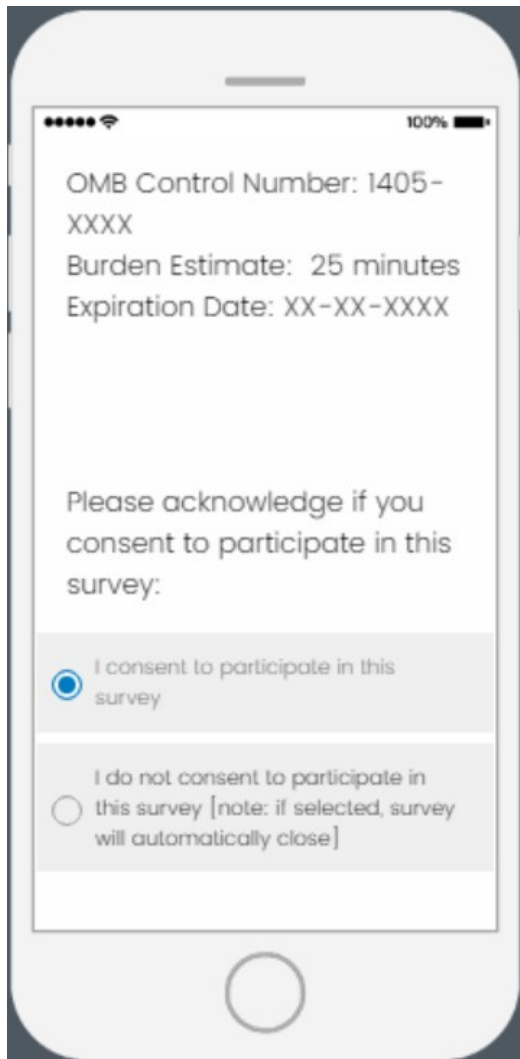 100%
OMB Control Number: 1405-
XXXX
Burden Estimate:  25 minutes
Expiration Date: XX-XX-XXXX
Please acknowledge if you
consent to participate in this
survey:
I consent to participate in this
survey
I do not consent to participate in
this survey [note: if selected, survey
will automatically close]